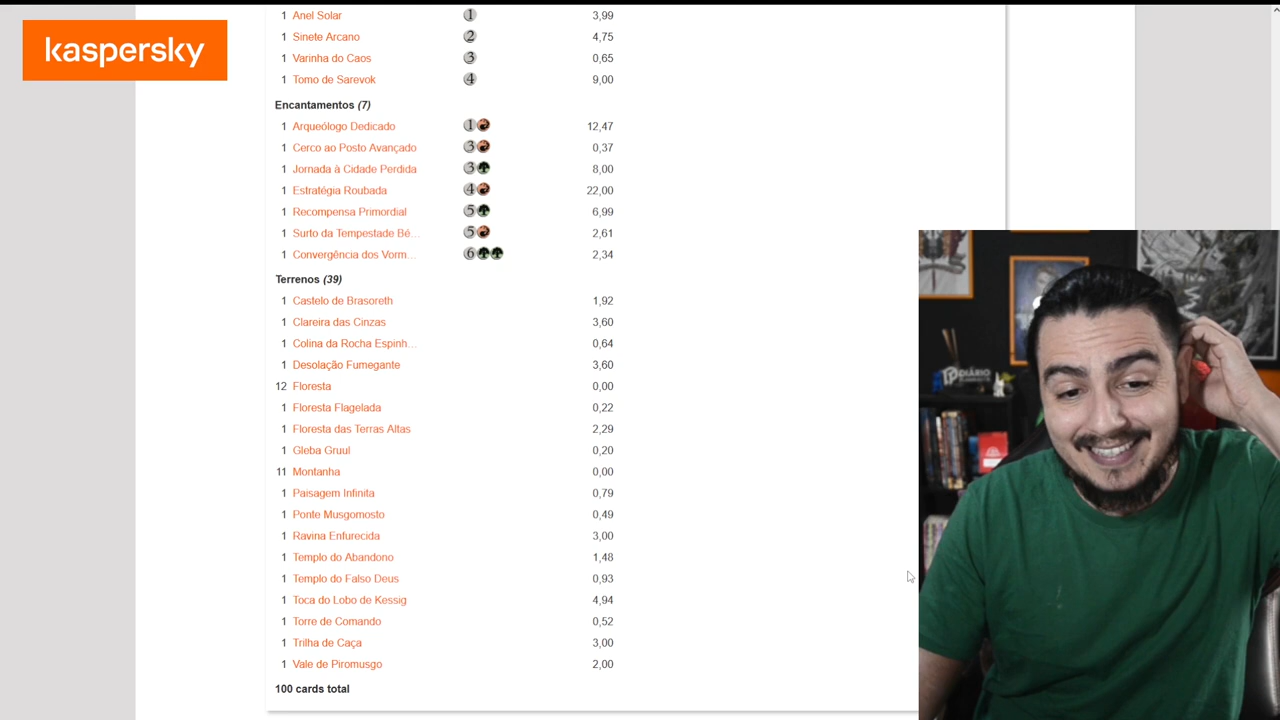 kaspersky
1 Anel Solar 1 3,99
1 Sinete Arcano 2 4,75
1 Varinha do Caos 3 0,65
1 Tomo de Sarevok 4 9,00
Encantamentos (7)
1 Arqueólogo Dedicado 1 12,47
1 Cerco ao Posto Avançado 3 0,37
1 Jornada à Cidade Perdida 3 8,00
1 Estratégia Roubada 4 22,00
1 Recompensa Primordial 5 6,99
1 Surto da Tempestade Bé... 5 2,61
1 Convergência dos Vorm... 6 2,34
Terrenos (39)
1 Castelo de Brasoreth 1,92
1 Clareira das Cinzas 3,60
1 Colina da Rocha Espinh... 0,64
1 Desolação Fumegante 3,60
12 Floresta 0,00
1 Floresta Flagelada 0,22
1 Floresta das Terras Altas 2,29
1 Gleba Gruul 0,20
11 Montanha 0,00
1 Paisagem Infinita 0,79
1 Ponte Musgomosto 0,49
1 Ravina Enfurecida 3,00
1 Templo do Abandono 1,48
1 Templo do Falso Deus 0,93
1 Toca do Lobo de Kessig 4,94
1 Torre de Comando 0,52
1 Trilha de Caça 3,00
1 Vale de Piromusgo 2,00
100 cards total
DIÁRIO